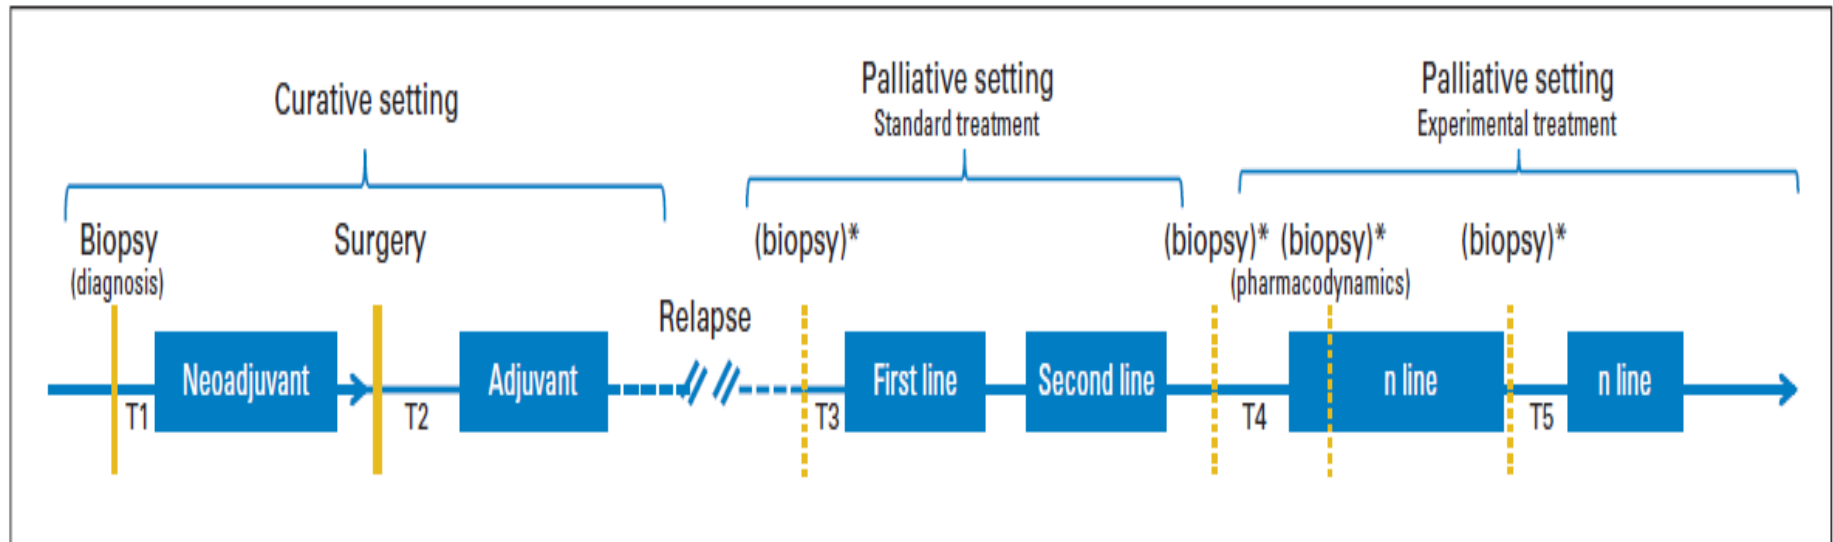 Curative setting
Palliative setting
Standard treatment
Palliative setting
Experimental treatment
Biopsy
(diagnosis)
Surgery
Relapse
(biopsy)*
(biopsy)*
(biopsy)*
(pharmacodynamics)
(biopsy)*
T1
Neoadjuvant
T2
Adjuvant
T3
First line
Second line
T4
n line
T5
n line